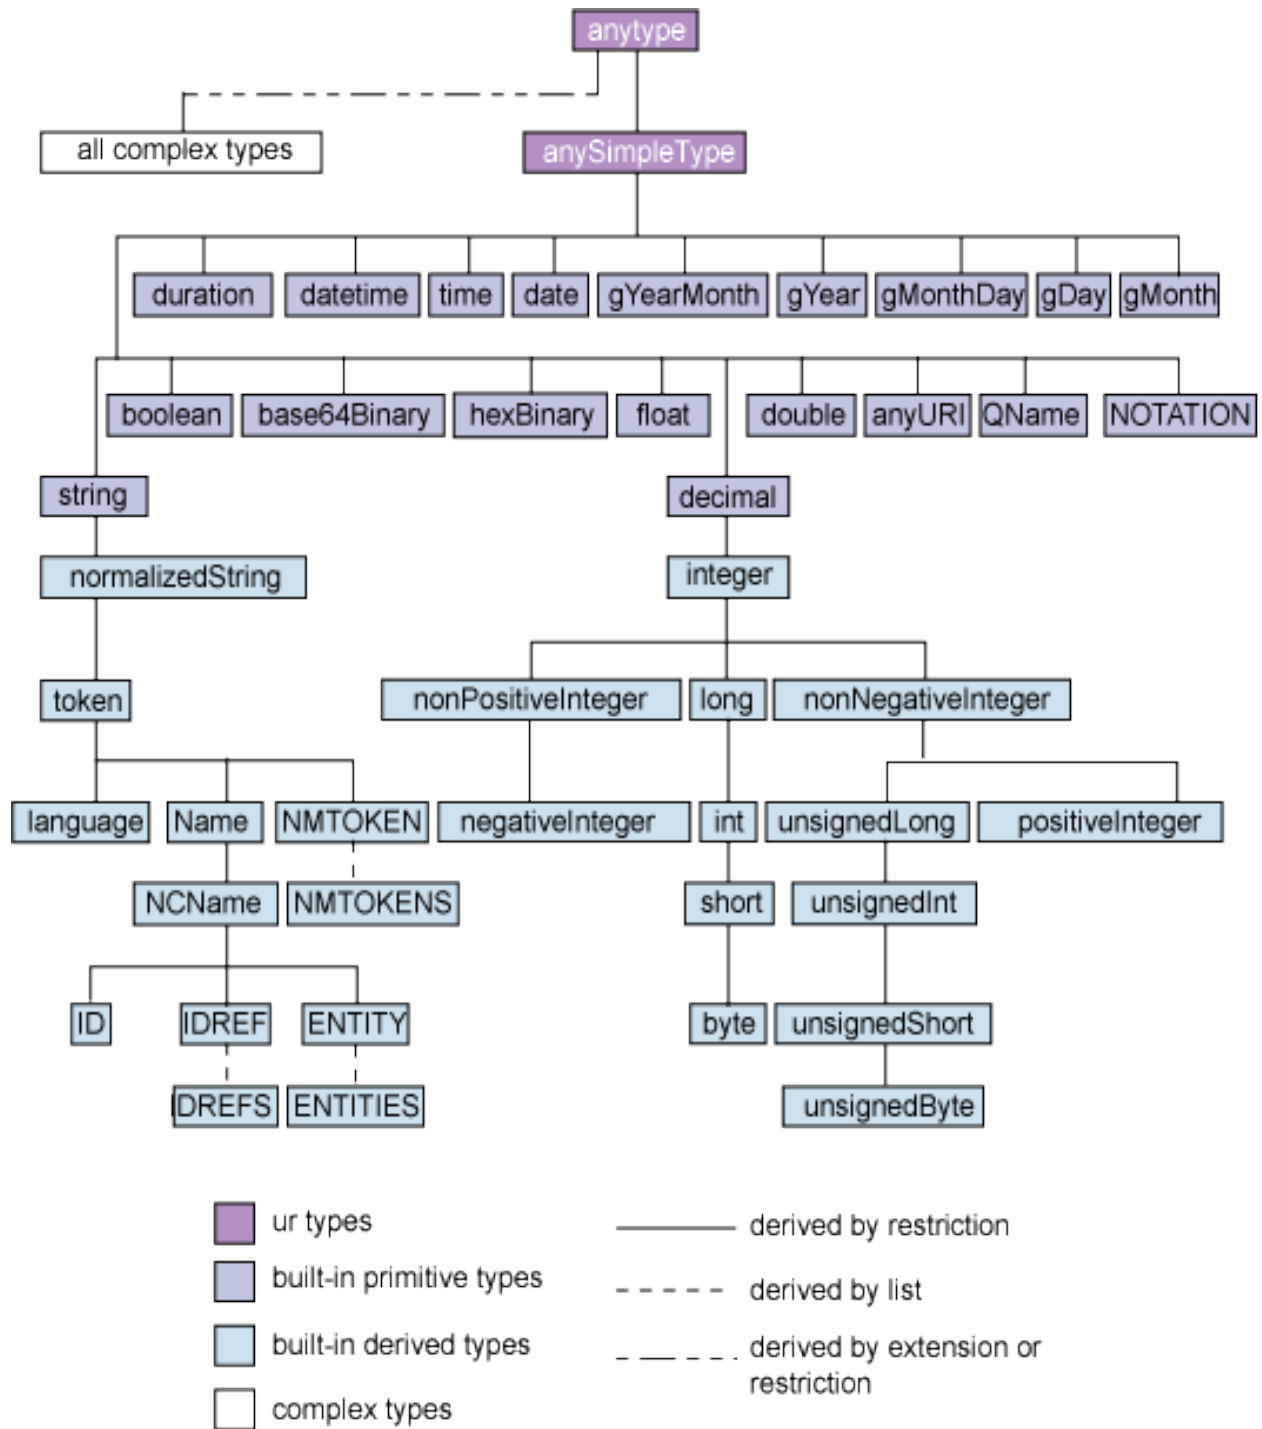 anytype
all complex types
anySimpleType
duration datetime time date gYearMonth gYear gMonthDay gDay gMonth
boolean base64Binary hexBinary float double anyURI QName NOTATION
string decimal
normalizedString integer
token nonPositiveInteger long nonNegativeInteger
language Name NMTOKEN negativeInteger int unsignedLong positiveInteger
NCName NMTOKENS short unsignedInt
ID IDREF ENTITY byte unsignedShort
IDREFS ENTITIES unsignedByte
ur types
derived by restriction
built-in primitive types
derived by list
built-in derived types
derived by extension or
restriction
complex types